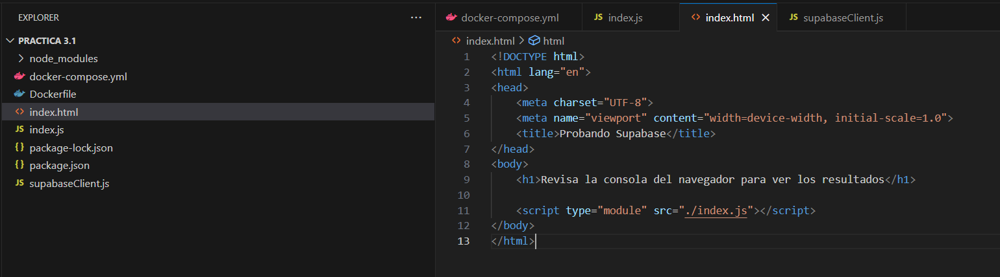 EXPLORER
PRACTICA 3.1
node_modules
docker-compose.yml
Dockerfile
index.html
JS index.js
{} package-lock.json
{} package.json
JS supabaseClient.js
docker-compose.yml JS index.js <> index.html JS supabaseClient.js
<> index.html > html
1 <!DOCTYPE html>
2 <html lang="en">
3 <head>
4     <meta charset="UTF-8">
5     <meta name="viewport" content="width=device-width, initial-scale=1.0">
6     <title>Probando Supabase</title>
7 </head>
8 <body>
9     <h1>Revisa la consola del navegador para ver los resultados</h1>
10
11     <script type="module" src="./index.js"></script>
12 </body>
13 </html>